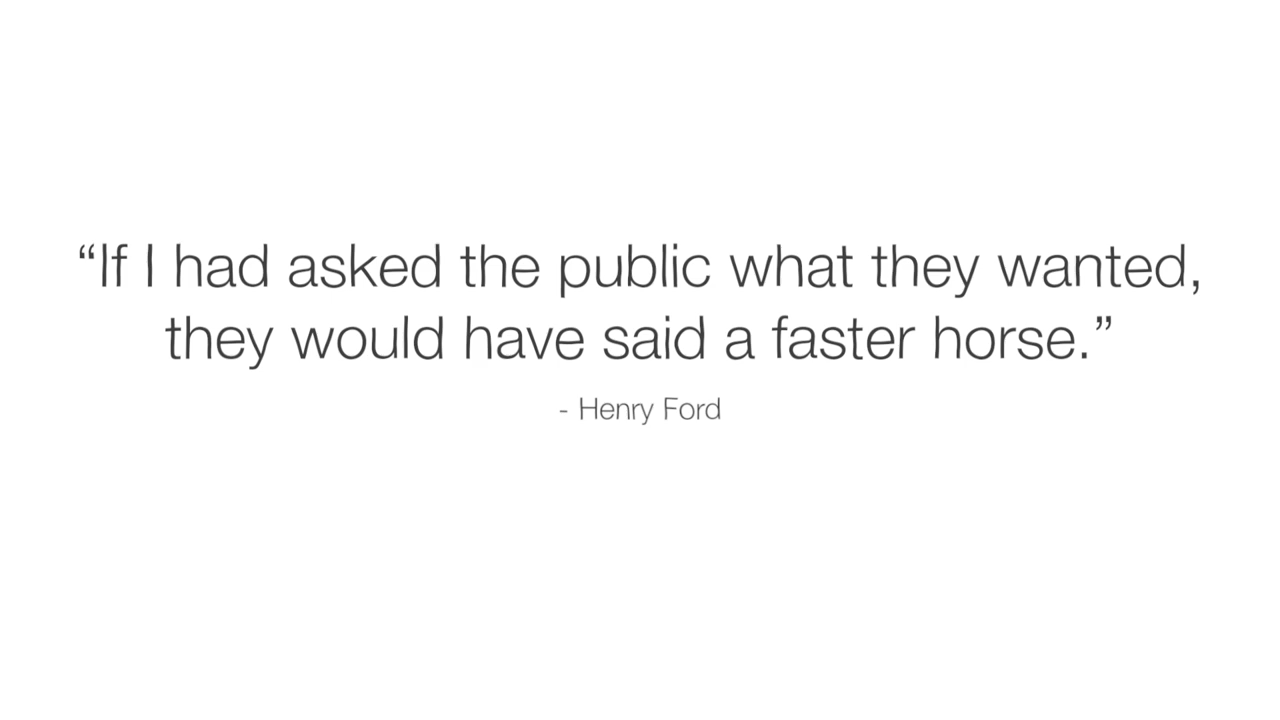 “If I had asked the public what they wanted,
they would have said a faster horse.”
- Henry Ford